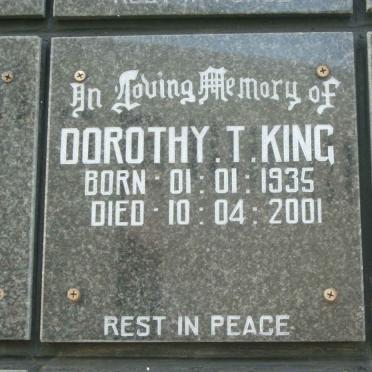 In Loving Memory of
DOROTHY . T . KING
BORN - 01 : 01 : 1935
DIED - 10 : 04 : 2001
REST IN PEACE